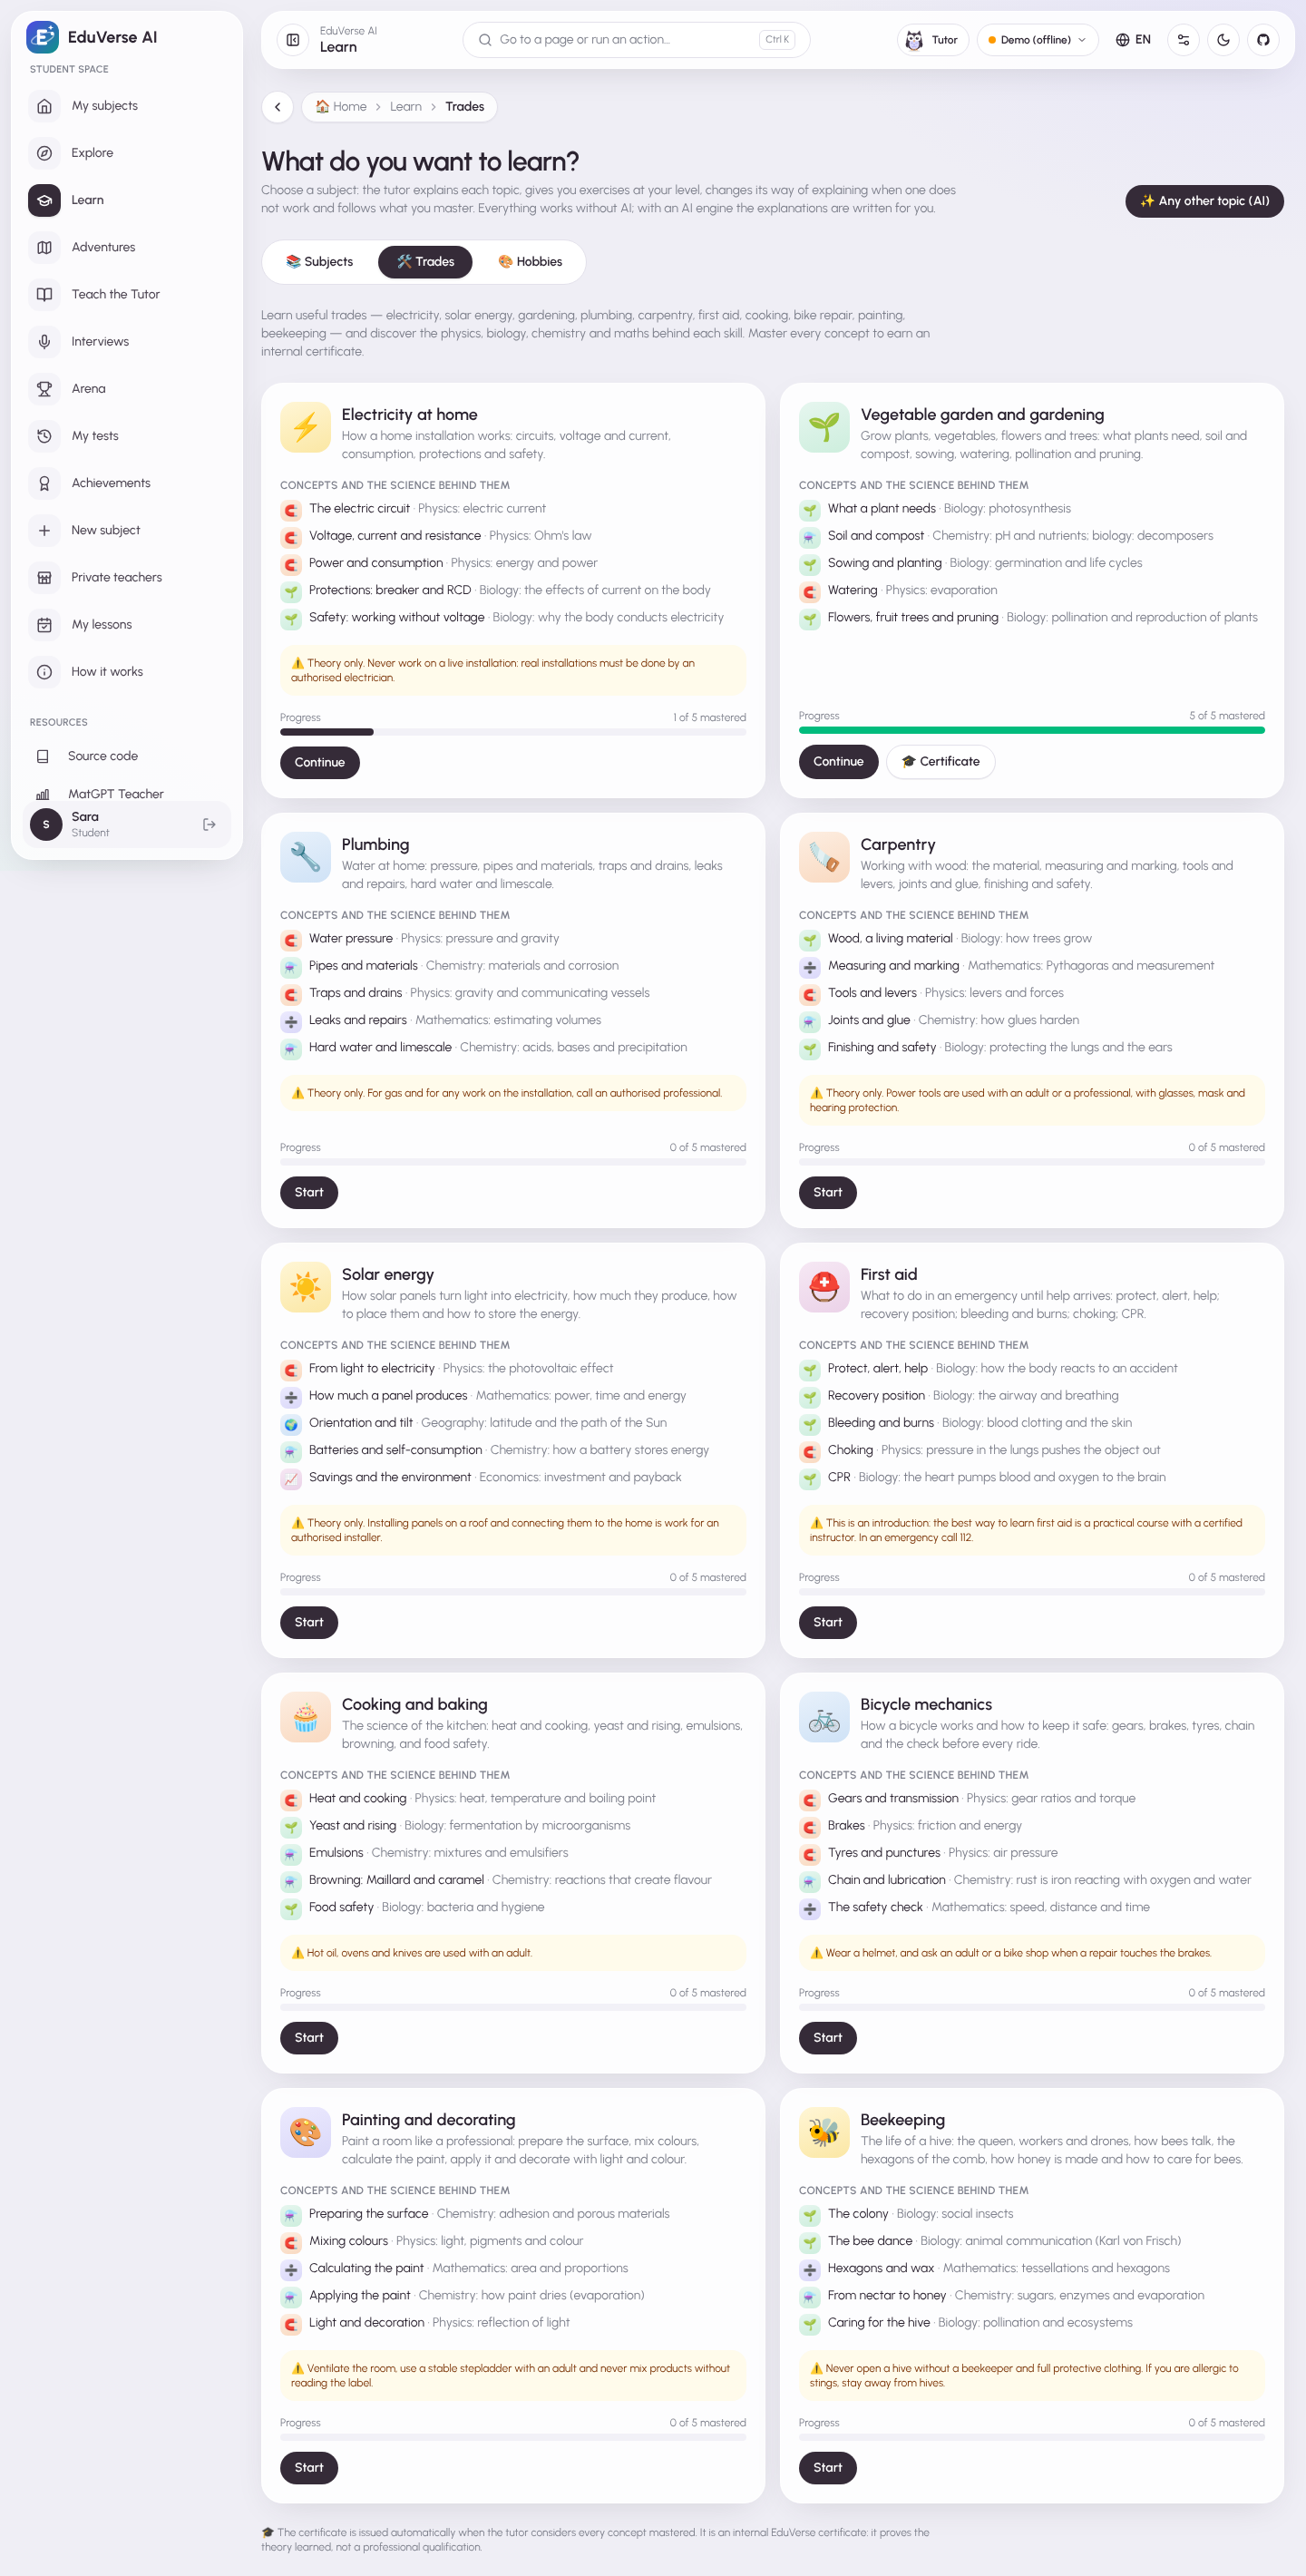 EduVerse AI
STUDENT SPACE
My subjects
Explore
Learn
Adventures
Teach the Tutor
Interviews
Arena
My tests
Achievements
New subject
Private teachers
My lessons
How it works
RESOURCES
Source code
MatGPT Teacher
S
Sara
Student
EduVerse AI
Learn
Go to a page or run an action...
Ctrl K
Tutor
Demo (offline)
EN
Home
Learn
Trades
What do you want to learn?
Choose a subject: the tutor explains each topic, gives you exercises at your level, changes its way of explaining when one does
not work and follows what you master. Everything works without AI; with an AI engine the explanations are written for you.
Any other topic (AI)
Subjects
Trades
Hobbies
Learn useful trades — electricity, solar energy, gardening, plumbing, carpentry, first aid, cooking, bike repair, painting,
beekeeping — and discover the physics, biology, chemistry and maths behind each skill. Master every concept to earn an
internal certificate.
Electricity at home
How a home installation works: circuits, voltage and current,
consumption, protections and safety.
CONCEPTS AND THE SCIENCE BEHIND THEM
The electric circuit · Physics: electric current
Voltage, current and resistance · Physics: Ohm's law
Power and consumption · Physics: energy and power
Protections: breaker and RCD · Biology: the effects of current on the body
Safety: working without voltage · Biology: why the body conducts electricity
Theory only. Never work on a live installation: real installations must be done by an
authorised electrician.
Progress
1 of 5 mastered
Continue
Vegetable garden and gardening
Grow plants, vegetables, flowers and trees: what plants need, soil and
compost, sowing, watering, pollination and pruning.
CONCEPTS AND THE SCIENCE BEHIND THEM
What a plant needs · Biology: photosynthesis
Soil and compost · Chemistry: pH and nutrients; biology: decomposers
Sowing and planting · Biology: germination and life cycles
Watering · Physics: evaporation
Flowers, fruit trees and pruning · Biology: pollination and reproduction of plants
Progress
5 of 5 mastered
Continue
Certificate
Plumbing
Water at home: pressure, pipes and materials, traps and drains, leaks
and repairs, hard water and limescale.
CONCEPTS AND THE SCIENCE BEHIND THEM
Water pressure · Physics: pressure and gravity
Pipes and materials · Chemistry: materials and corrosion
Traps and drains · Physics: gravity and communicating vessels
Leaks and repairs · Mathematics: estimating volumes
Hard water and limescale · Chemistry: acids, bases and precipitation
Theory only. For gas and for any work on the installation, call an authorised professional.
Progress
0 of 5 mastered
Start
Carpentry
Working with wood: the material, measuring and marking, tools and
levers, joints and glue, finishing and safety.
CONCEPTS AND THE SCIENCE BEHIND THEM
Wood, a living material · Biology: how trees grow
Measuring and marking · Mathematics: Pythagoras and measurement
Tools and levers · Physics: levers and forces
Joints and glue · Chemistry: how glues harden
Finishing and safety · Biology: protecting the lungs and the ears
Theory only. Power tools are used with an adult or a professional, with glasses, mask and
hearing protection.
Progress
0 of 5 mastered
Start
Solar energy
How solar panels turn light into electricity, how much they produce, how
to place them and how to store the energy.
CONCEPTS AND THE SCIENCE BEHIND THEM
From light to electricity · Physics: the photovoltaic effect
How much a panel produces · Mathematics: power, time and energy
Orientation and tilt · Geography: latitude and the path of the Sun
Batteries and self-consumption · Chemistry: how a battery stores energy
Savings and the environment · Economics: investment and payback
Theory only. Installing panels on a roof and connecting them to the home is work for an
authorised installer.
Progress
0 of 5 mastered
Start
First aid
What to do in an emergency until help arrives: protect, alert, help;
recovery position; bleeding and burns; choking; CPR.
CONCEPTS AND THE SCIENCE BEHIND THEM
Protect, alert, help · Biology: how the body reacts to an accident
Recovery position · Biology: the airway and breathing
Bleeding and burns · Biology: blood clotting and the skin
Choking · Physics: pressure in the lungs pushes the object out
CPR · Biology: the heart pumps blood and oxygen to the brain
This is an introduction: the best way to learn first aid is a practical course with a certified
instructor. In an emergency call 112.
Progress
0 of 5 mastered
Start
Cooking and baking
The science of the kitchen: heat and cooking, yeast and rising, emulsions,
browning, and food safety.
CONCEPTS AND THE SCIENCE BEHIND THEM
Heat and cooking · Physics: heat, temperature and boiling point
Yeast and rising · Biology: fermentation by microorganisms
Emulsions · Chemistry: mixtures and emulsifiers
Browning: Maillard and caramel · Chemistry: reactions that create flavour
Food safety · Biology: bacteria and hygiene
Hot oil, ovens and knives are used with an adult.
Progress
0 of 5 mastered
Start
Bicycle mechanics
How a bicycle works and how to keep it safe: gears, brakes, tyres, chain
and the check before every ride.
CONCEPTS AND THE SCIENCE BEHIND THEM
Gears and transmission · Physics: gear ratios and torque
Brakes · Physics: friction and energy
Tyres and punctures · Physics: air pressure
Chain and lubrication · Chemistry: rust is iron reacting with oxygen and water
The safety check · Mathematics: speed, distance and time
Wear a helmet, and ask an adult or a bike shop when a repair touches the brakes.
Progress
0 of 5 mastered
Start
Painting and decorating
Paint a room like a professional: prepare the surface, mix colours,
calculate the paint, apply it and decorate with light and colour.
CONCEPTS AND THE SCIENCE BEHIND THEM
Preparing the surface · Chemistry: adhesion and porous materials
Mixing colours · Physics: light, pigments and colour
Calculating the paint · Mathematics: area and proportions
Applying the paint · Chemistry: how paint dries (evaporation)
Light and decoration · Physics: reflection of light
Ventilate the room, use a stable stepladder with an adult and never mix products without
reading the label.
Progress
0 of 5 mastered
Start
Beekeeping
The life of a hive: the queen, workers and drones, how bees talk, the
hexagons of the comb, how honey is made and how to care for bees.
CONCEPTS AND THE SCIENCE BEHIND THEM
The colony · Biology: social insects
The bee dance · Biology: animal communication (Karl von Frisch)
Hexagons and wax · Mathematics: tessellations and hexagons
From nectar to honey · Chemistry: sugars, enzymes and evaporation
Caring for the hive · Biology: pollination and ecosystems
Never open a hive without a beekeeper and full protective clothing. If you are allergic to
stings, stay away from hives.
Progress
0 of 5 mastered
Start
The certificate is issued automatically when the tutor considers every concept mastered. It is an internal EduVerse certificate: it proves the
theory learned, not a professional qualification.